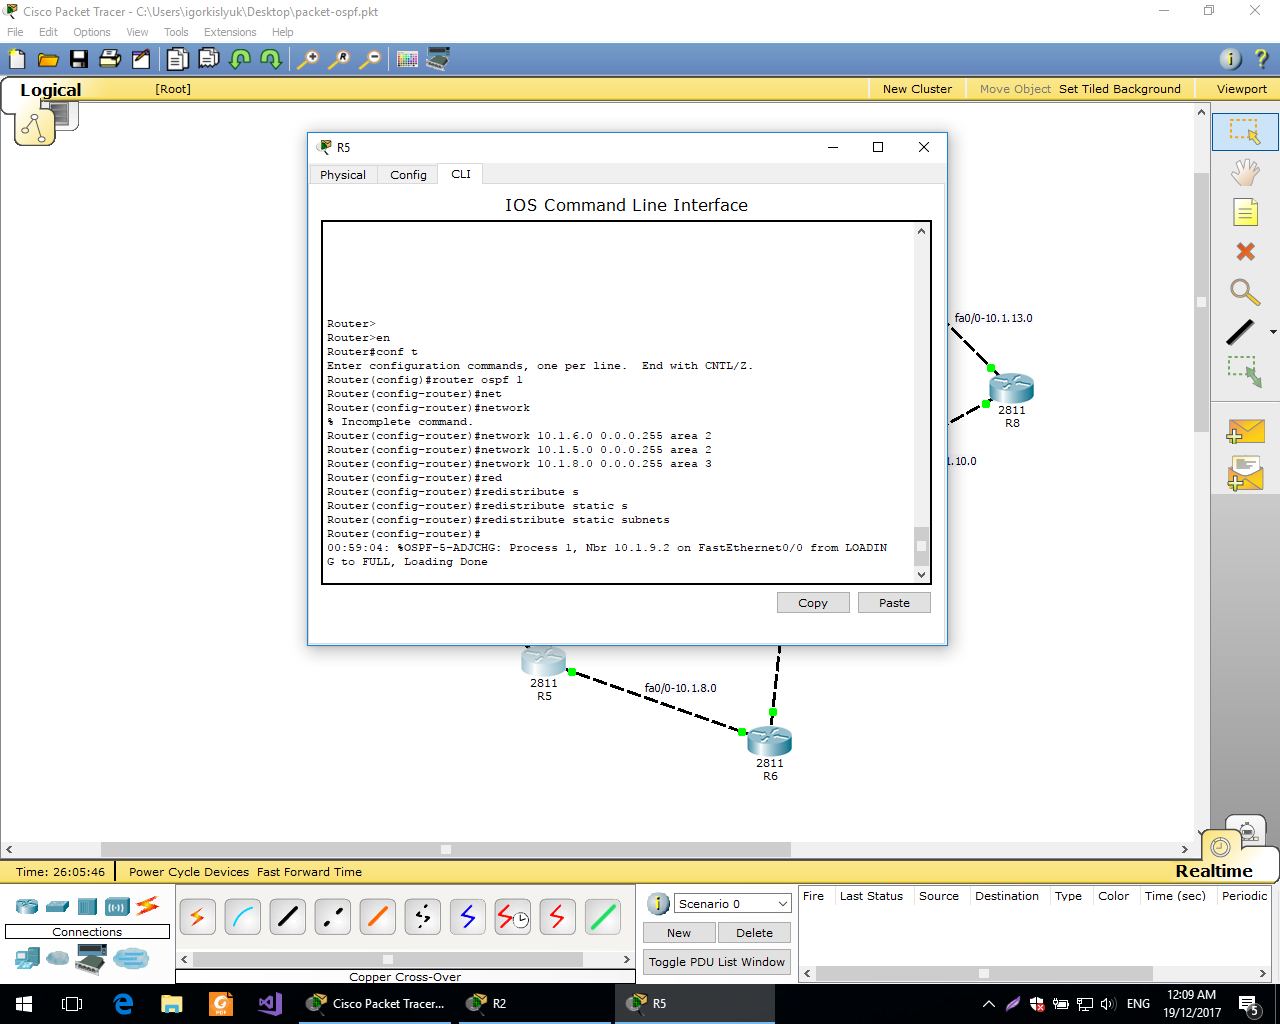 Cisco Packet Tracer - C:\Users\igorkislyuk\Desktop\packet-ospf.pkt
File Edit Options View Tools Extensions Help
Logical [Root] New Cluster Move Object Set Tiled Background Viewport
R5
Physical Config CLI
IOS Command Line Interface
Router>
Router>en
Router#conf t
Enter configuration commands, one per line.  End with CNTL/Z.
Router(config)#router ospf 1
Router(config-router)#net
Router(config-router)#network
% Incomplete command.
Router(config-router)#network 10.1.6.0 0.0.0.255 area 2
Router(config-router)#network 10.1.5.0 0.0.0.255 area 2
Router(config-router)#network 10.1.8.0 0.0.0.255 area 3
Router(config-router)#red
Router(config-router)#redistribute s
Router(config-router)#redistribute static s
Router(config-router)#redistribute static subnets
Router(config-router)#
00:59:04: %OSPF-5-ADJCHG: Process 1, Nbr 10.1.9.2 on FastEthernet0/0 from LOADIN
G to FULL, Loading Done
Copy Paste
fa0/0-10.1.13.0
2811
R8
1.10.0
2811
R5
fa0/0-10.1.8.0
2811
R6
Time: 26:05:46 Power Cycle Devices Fast Forward Time
Realtime
Connections
Copper Cross-Over
Scenario 0
New Delete
Toggle PDU List Window
Fire Last Status Source Destination Type Color Time (sec) Periodic
Cisco Packet Tracer... R2 R5
ENG
12:09 AM
19/12/2017
5